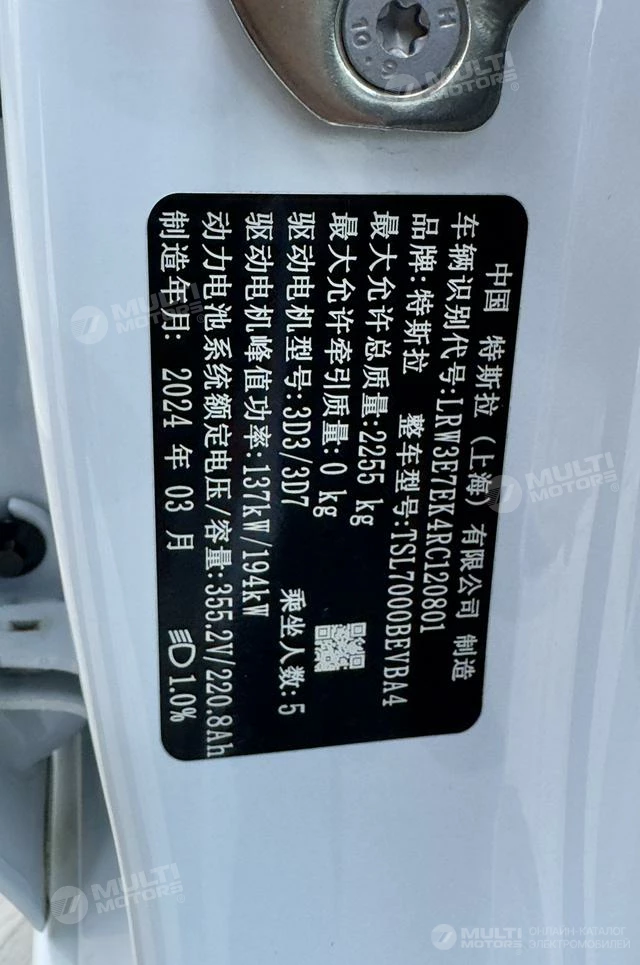 中国 特斯拉(上海)有限公司 制造
车辆识别代号:LRW3E7EK4RC120801
品牌:特斯拉 整车型号:TSL7000BEVBA4
最大允许总质量:2255 kg
最大允许牵引质量:0 kg
驱动电机型号:3D3/3D7 乘坐人数:5
驱动电机峰值功率:137kW/194kW
动力电池系统额定电压/容量:355.2V/220.8Ah
制造年月: 2024 年 03 月 1.0%
10.9
H
MULTI MOTORS®
MULTI MOTORS®
MULTI MOTORS®
MULTI MOTORS®
MULTI MOTORS ОНЛАЙН-КАТАЛОГ ЭЛЕКТРОМОБИЛЕЙ